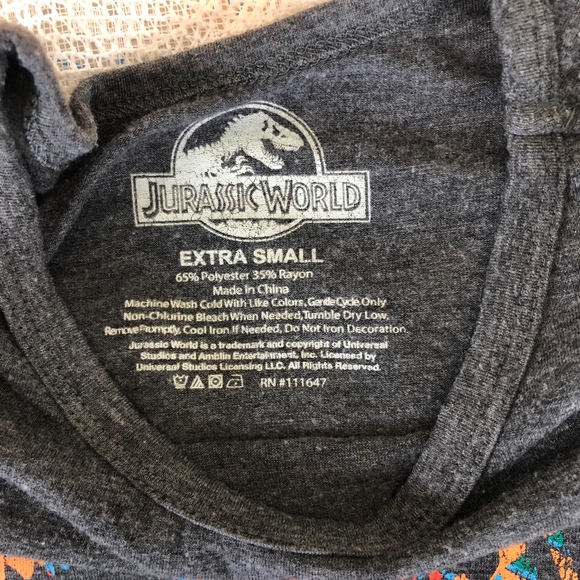 JURASSIC WORLD
EXTRA SMALL
65% Polyester 35% Rayon
Made in China
Machine Wash Cold With Like Colors, Gentle Cycle Only
Non-Chlorine Bleach When Needed, Tumble Dry Low,
Remove Promptly, Cool Iron If Needed, Do Not Iron Decoration.
Jurassic World is a trademark and copyright of Universal
Studios and Amblin Entertainment, Inc. Licensed by
Universal Studios Licensing LLC. All Rights Reserved.
RN #111647